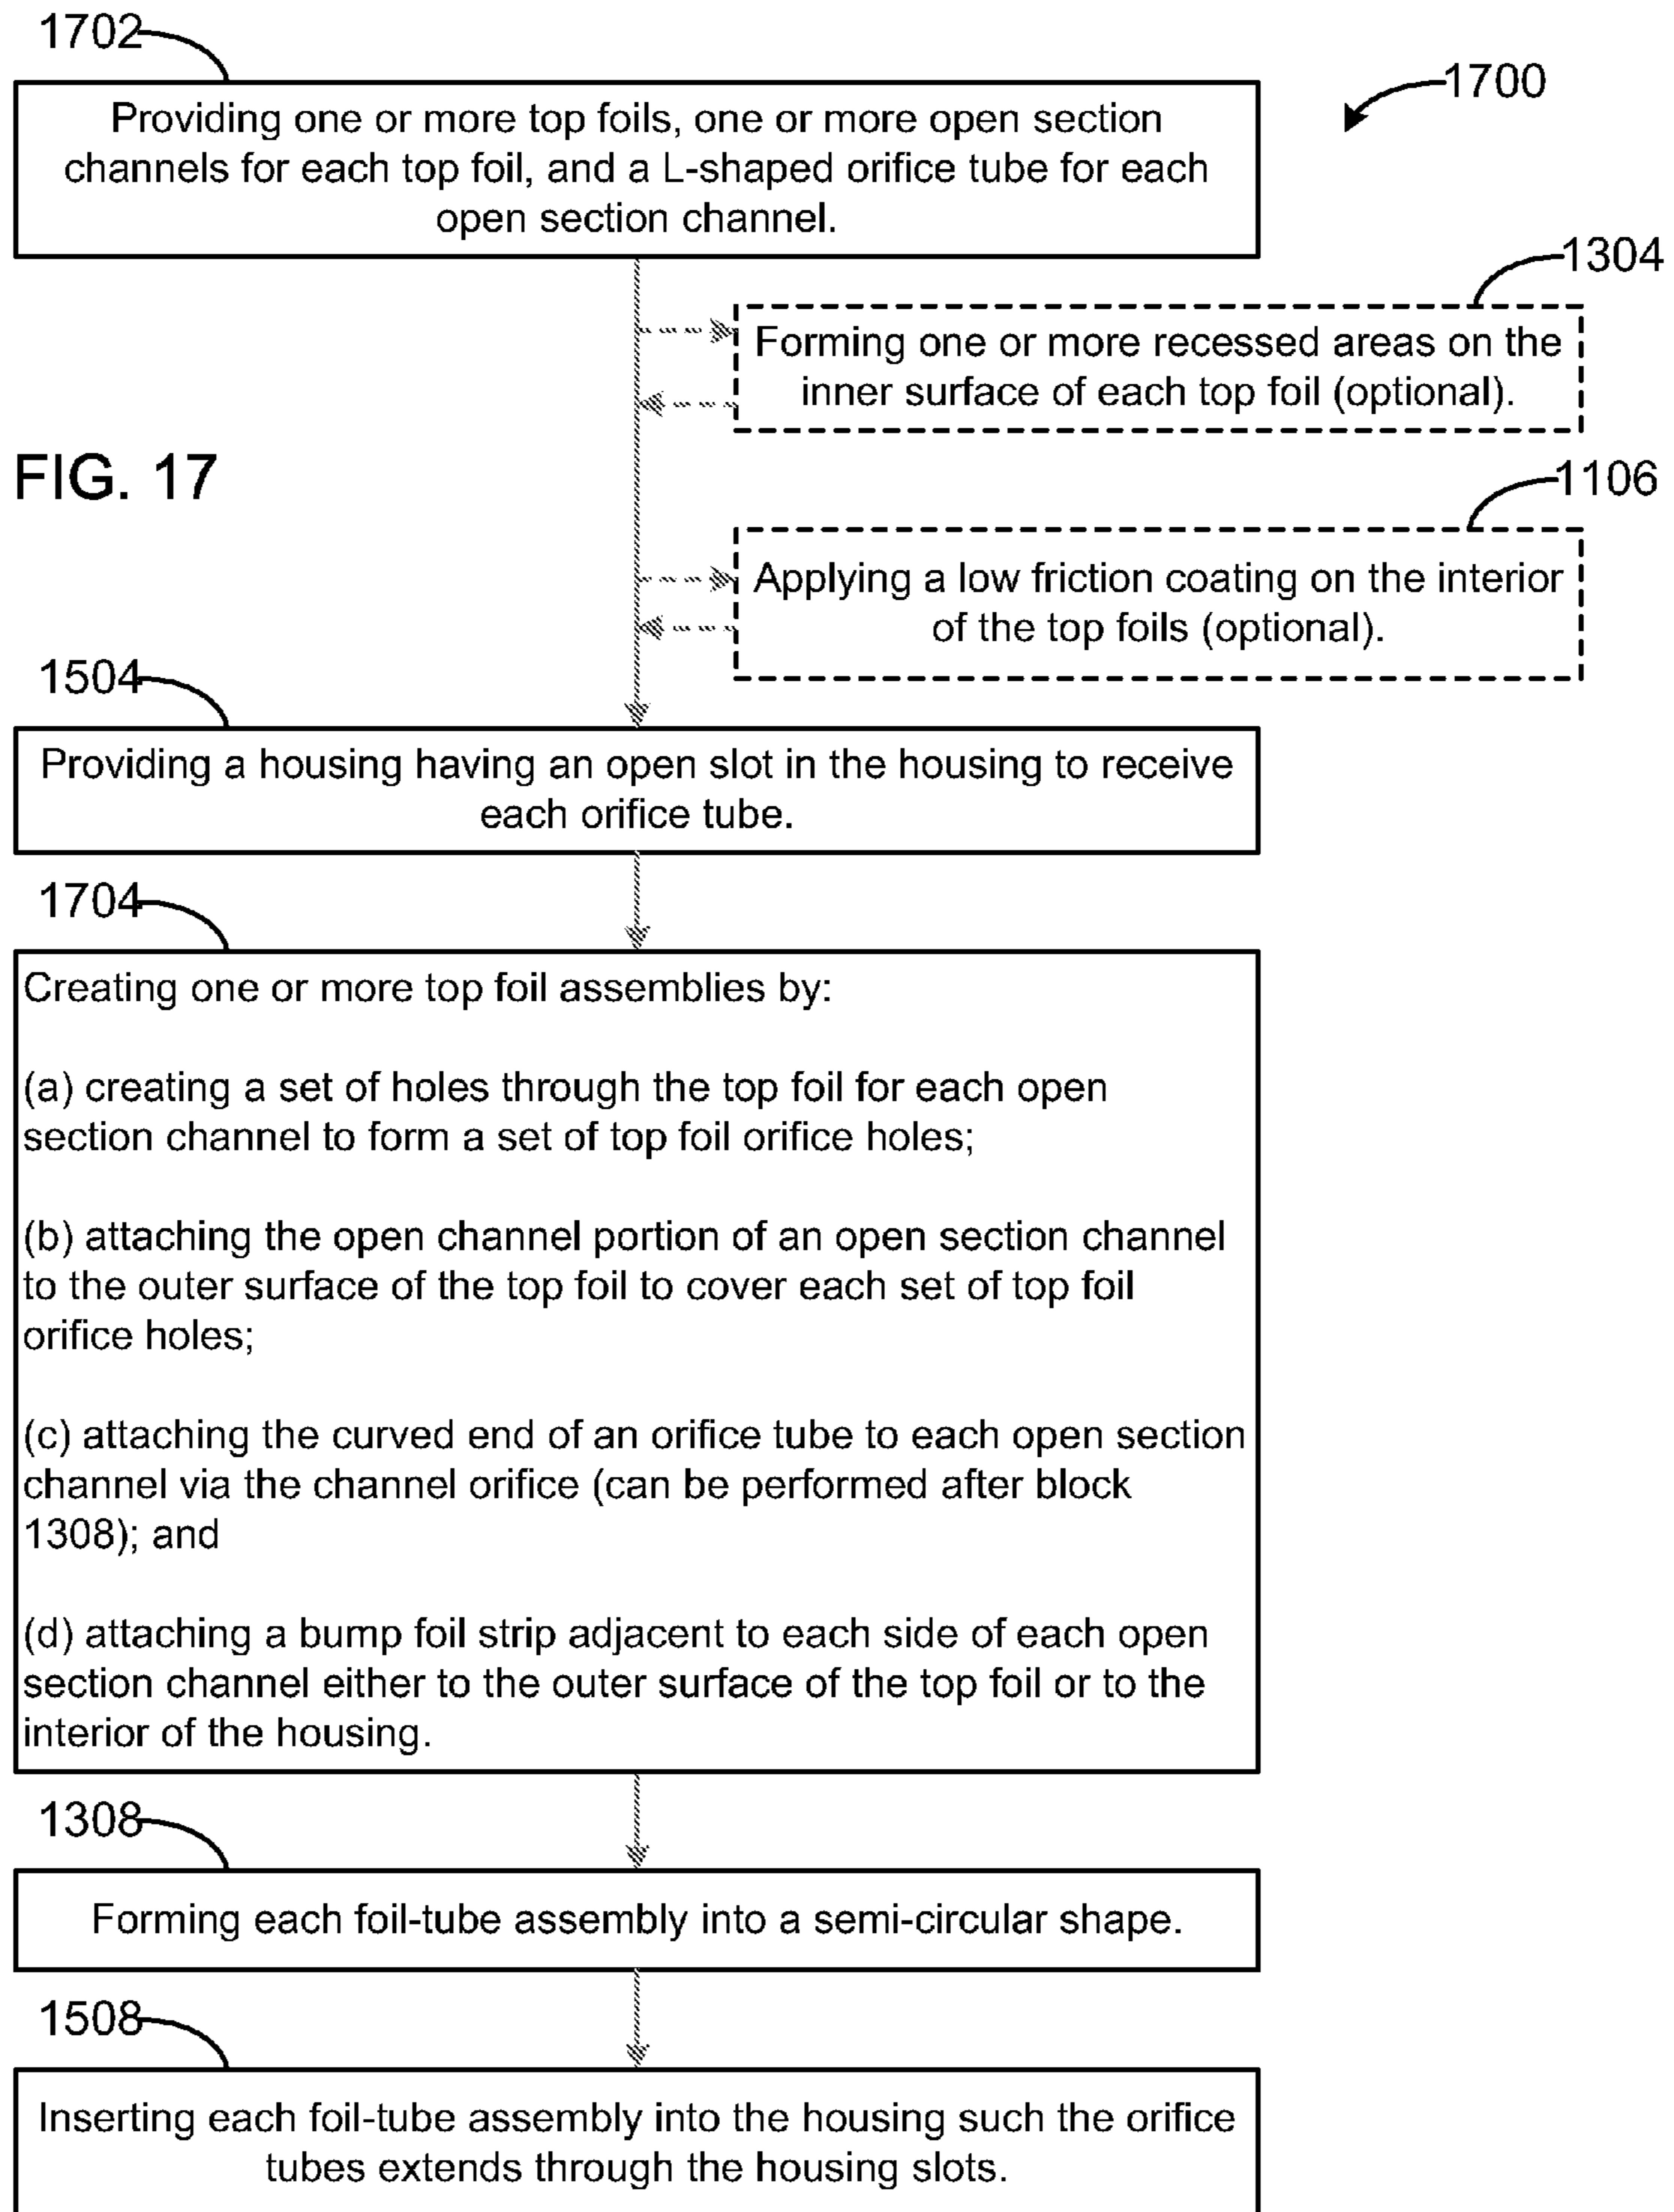 1702
1700
Providing one or more top foils, one or more open section
channels for each top foil, and a L-shaped orifice tube for each
open section channel.
1304
Forming one or more recessed areas on the
inner surface of each top foil (optional).
FIG. 17
1106
Applying a low friction coating on the interior
of the top foils (optional).
1504
Providing a housing having an open slot in the housing to receive
each orifice tube.
1704
Creating one or more top foil assemblies by:
(a) creating a set of holes through the top foil for each open
section channel to form a set of top foil orifice holes;
(b) attaching the open channel portion of an open section channel
to the outer surface of the top foil to cover each set of top foil
orifice holes;
(c) attaching the curved end of an orifice tube to each open section
channel via the channel orifice (can be performed after block
1308); and
(d) attaching a bump foil strip adjacent to each side of each open
section channel either to the outer surface of the top foil or to the
interior of the housing.
1308
Forming each foil-tube assembly into a semi-circular shape.
1508
Inserting each foil-tube assembly into the housing such the orifice
tubes extends through the housing slots.